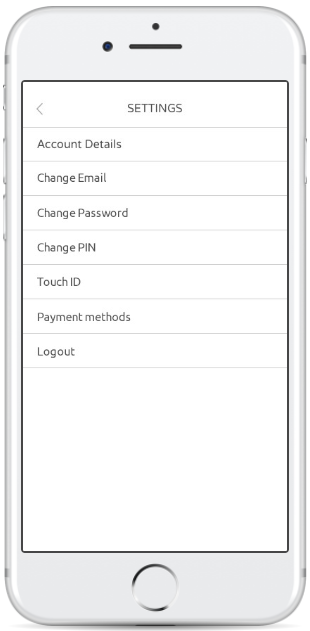 SETTINGS
Account Details
Change Email
Change Password
Change PIN
Touch ID
Payment methods
Logout